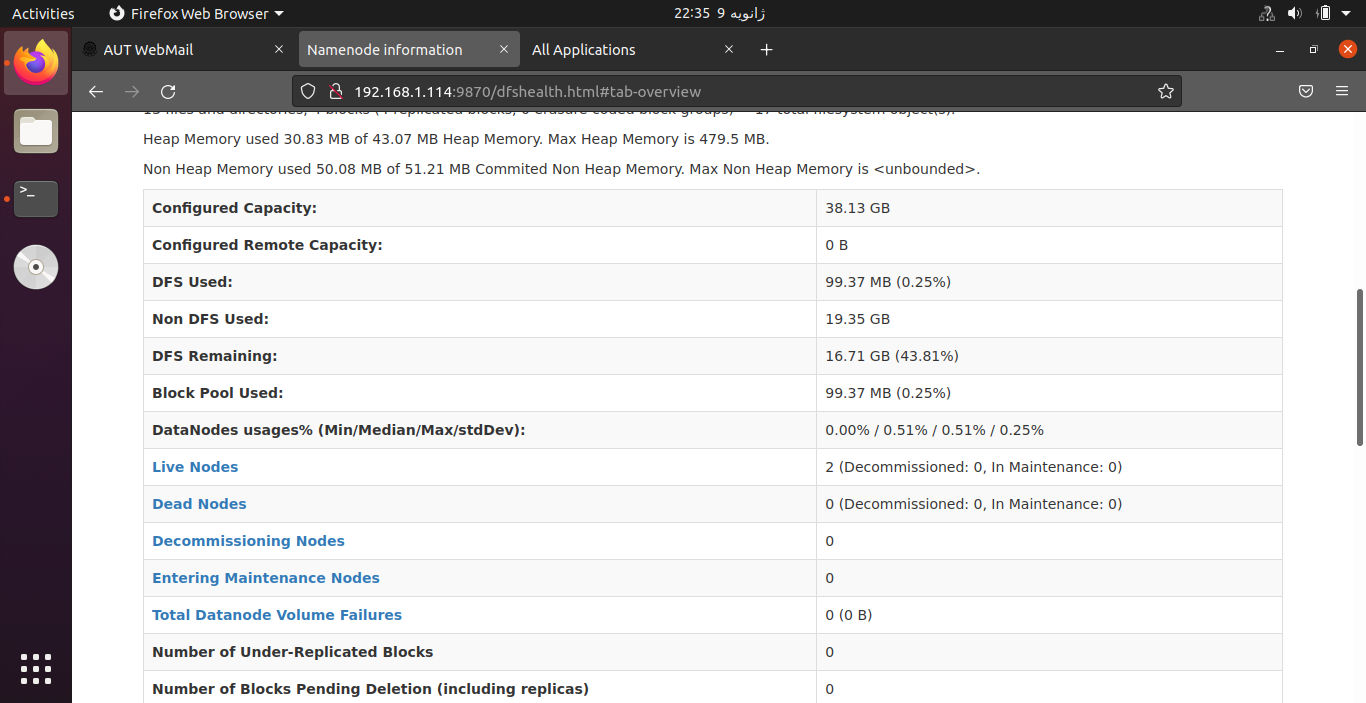 Activities
Firefox Web Browser
ژانویه 9 22:35
AUT WebMail
Namenode information
All Applications
192.168.1.114:9870/dfshealth.html#tab-overview
Heap Memory used 30.83 MB of 43.07 MB Heap Memory. Max Heap Memory is 479.5 MB.
Non Heap Memory used 50.08 MB of 51.21 MB Commited Non Heap Memory. Max Non Heap Memory is <unbounded>.
Configured Capacity: 38.13 GB
Configured Remote Capacity: 0 B
DFS Used: 99.37 MB (0.25%)
Non DFS Used: 19.35 GB
DFS Remaining: 16.71 GB (43.81%)
Block Pool Used: 99.37 MB (0.25%)
DataNodes usages% (Min/Median/Max/stdDev): 0.00% / 0.51% / 0.51% / 0.25%
Live Nodes 2 (Decommissioned: 0, In Maintenance: 0)
Dead Nodes 0 (Decommissioned: 0, In Maintenance: 0)
Decommissioning Nodes 0
Entering Maintenance Nodes 0
Total Datanode Volume Failures 0 (0 B)
Number of Under-Replicated Blocks 0
Number of Blocks Pending Deletion (including replicas) 0